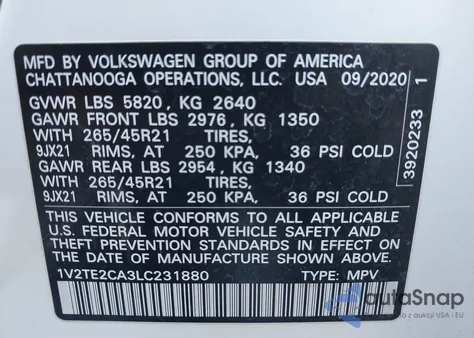 MFD BY VOLKSWAGEN GROUP OF AMERICA
CHATTANOOGA OPERATIONS, LLC. USA 09/2020
GVWR LBS 5820, KG 2640
GAWR FRONT LBS 2976, KG 1350
WITH 265/45R21 TIRES,
9JX21 RIMS, AT 250 KPA, 36 PSI COLD
GAWR REAR LBS 2954, KG 1340
WITH 265/45R21 TIRES,
9JX21 RIMS, AT 250 KPA, 36 PSI COLD
THIS VEHICLE CONFORMS TO ALL APPLICABLE
U.S. FEDERAL MOTOR VEHICLE SAFETY AND
THEFT PREVENTION STANDARDS IN EFFECT ON
THE DATE OF MANUFACTURE SHOWN ABOVE.
1V2TE2CA3LC231880 TYPE: MPV
3920233 1
autoSnap